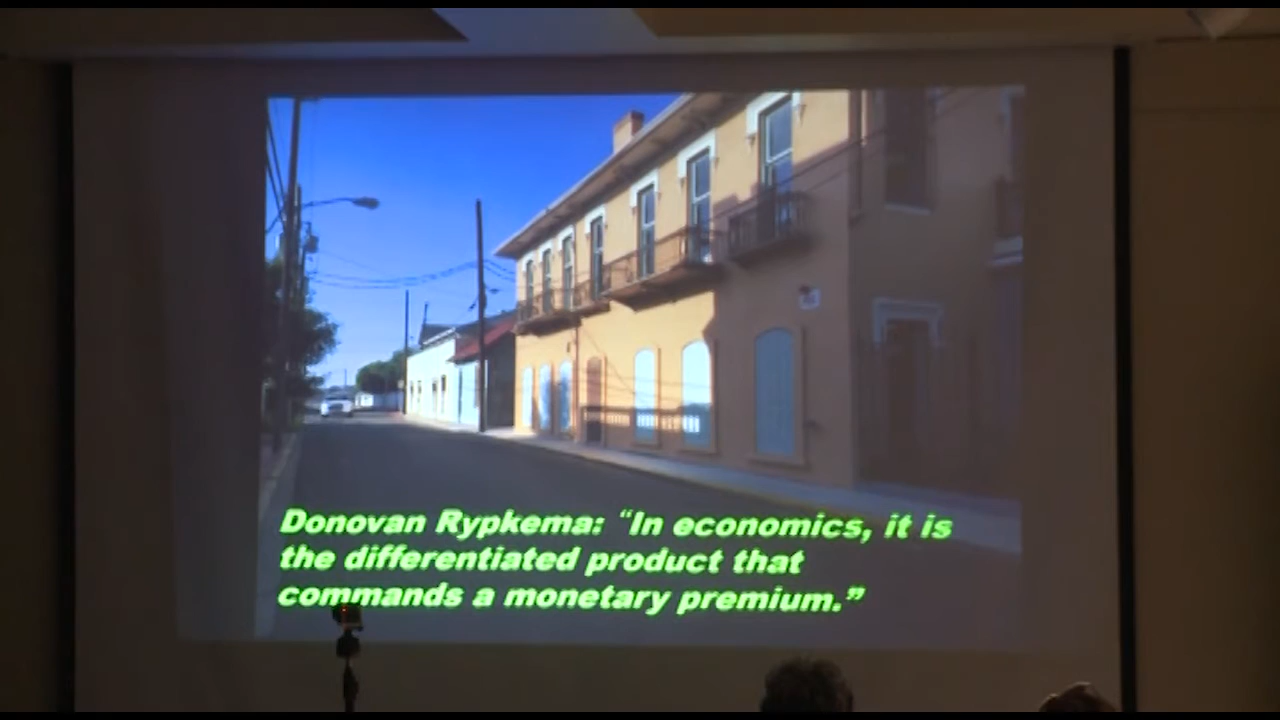 Donovan Rypkema: “In economics, it is
the differentiated product that
commands a monetary premium.”